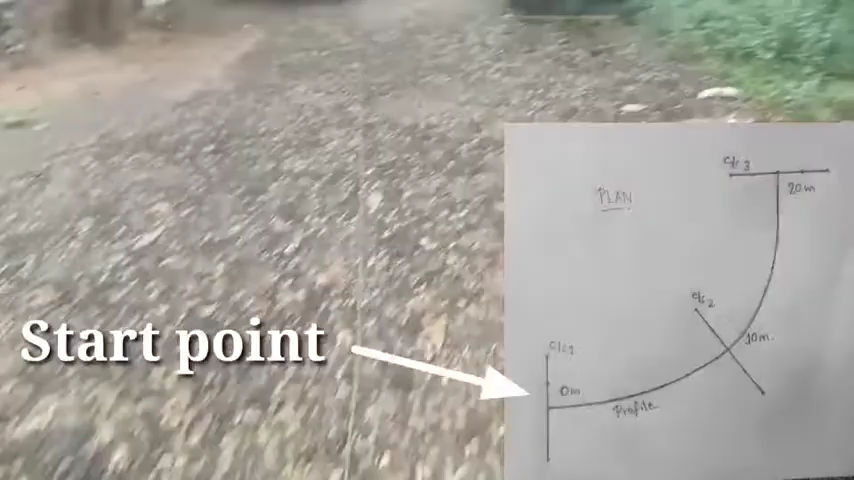 c/s 3
20m
PLAN
c/s 2
10m
c/s 1
Start point
0m
Profile